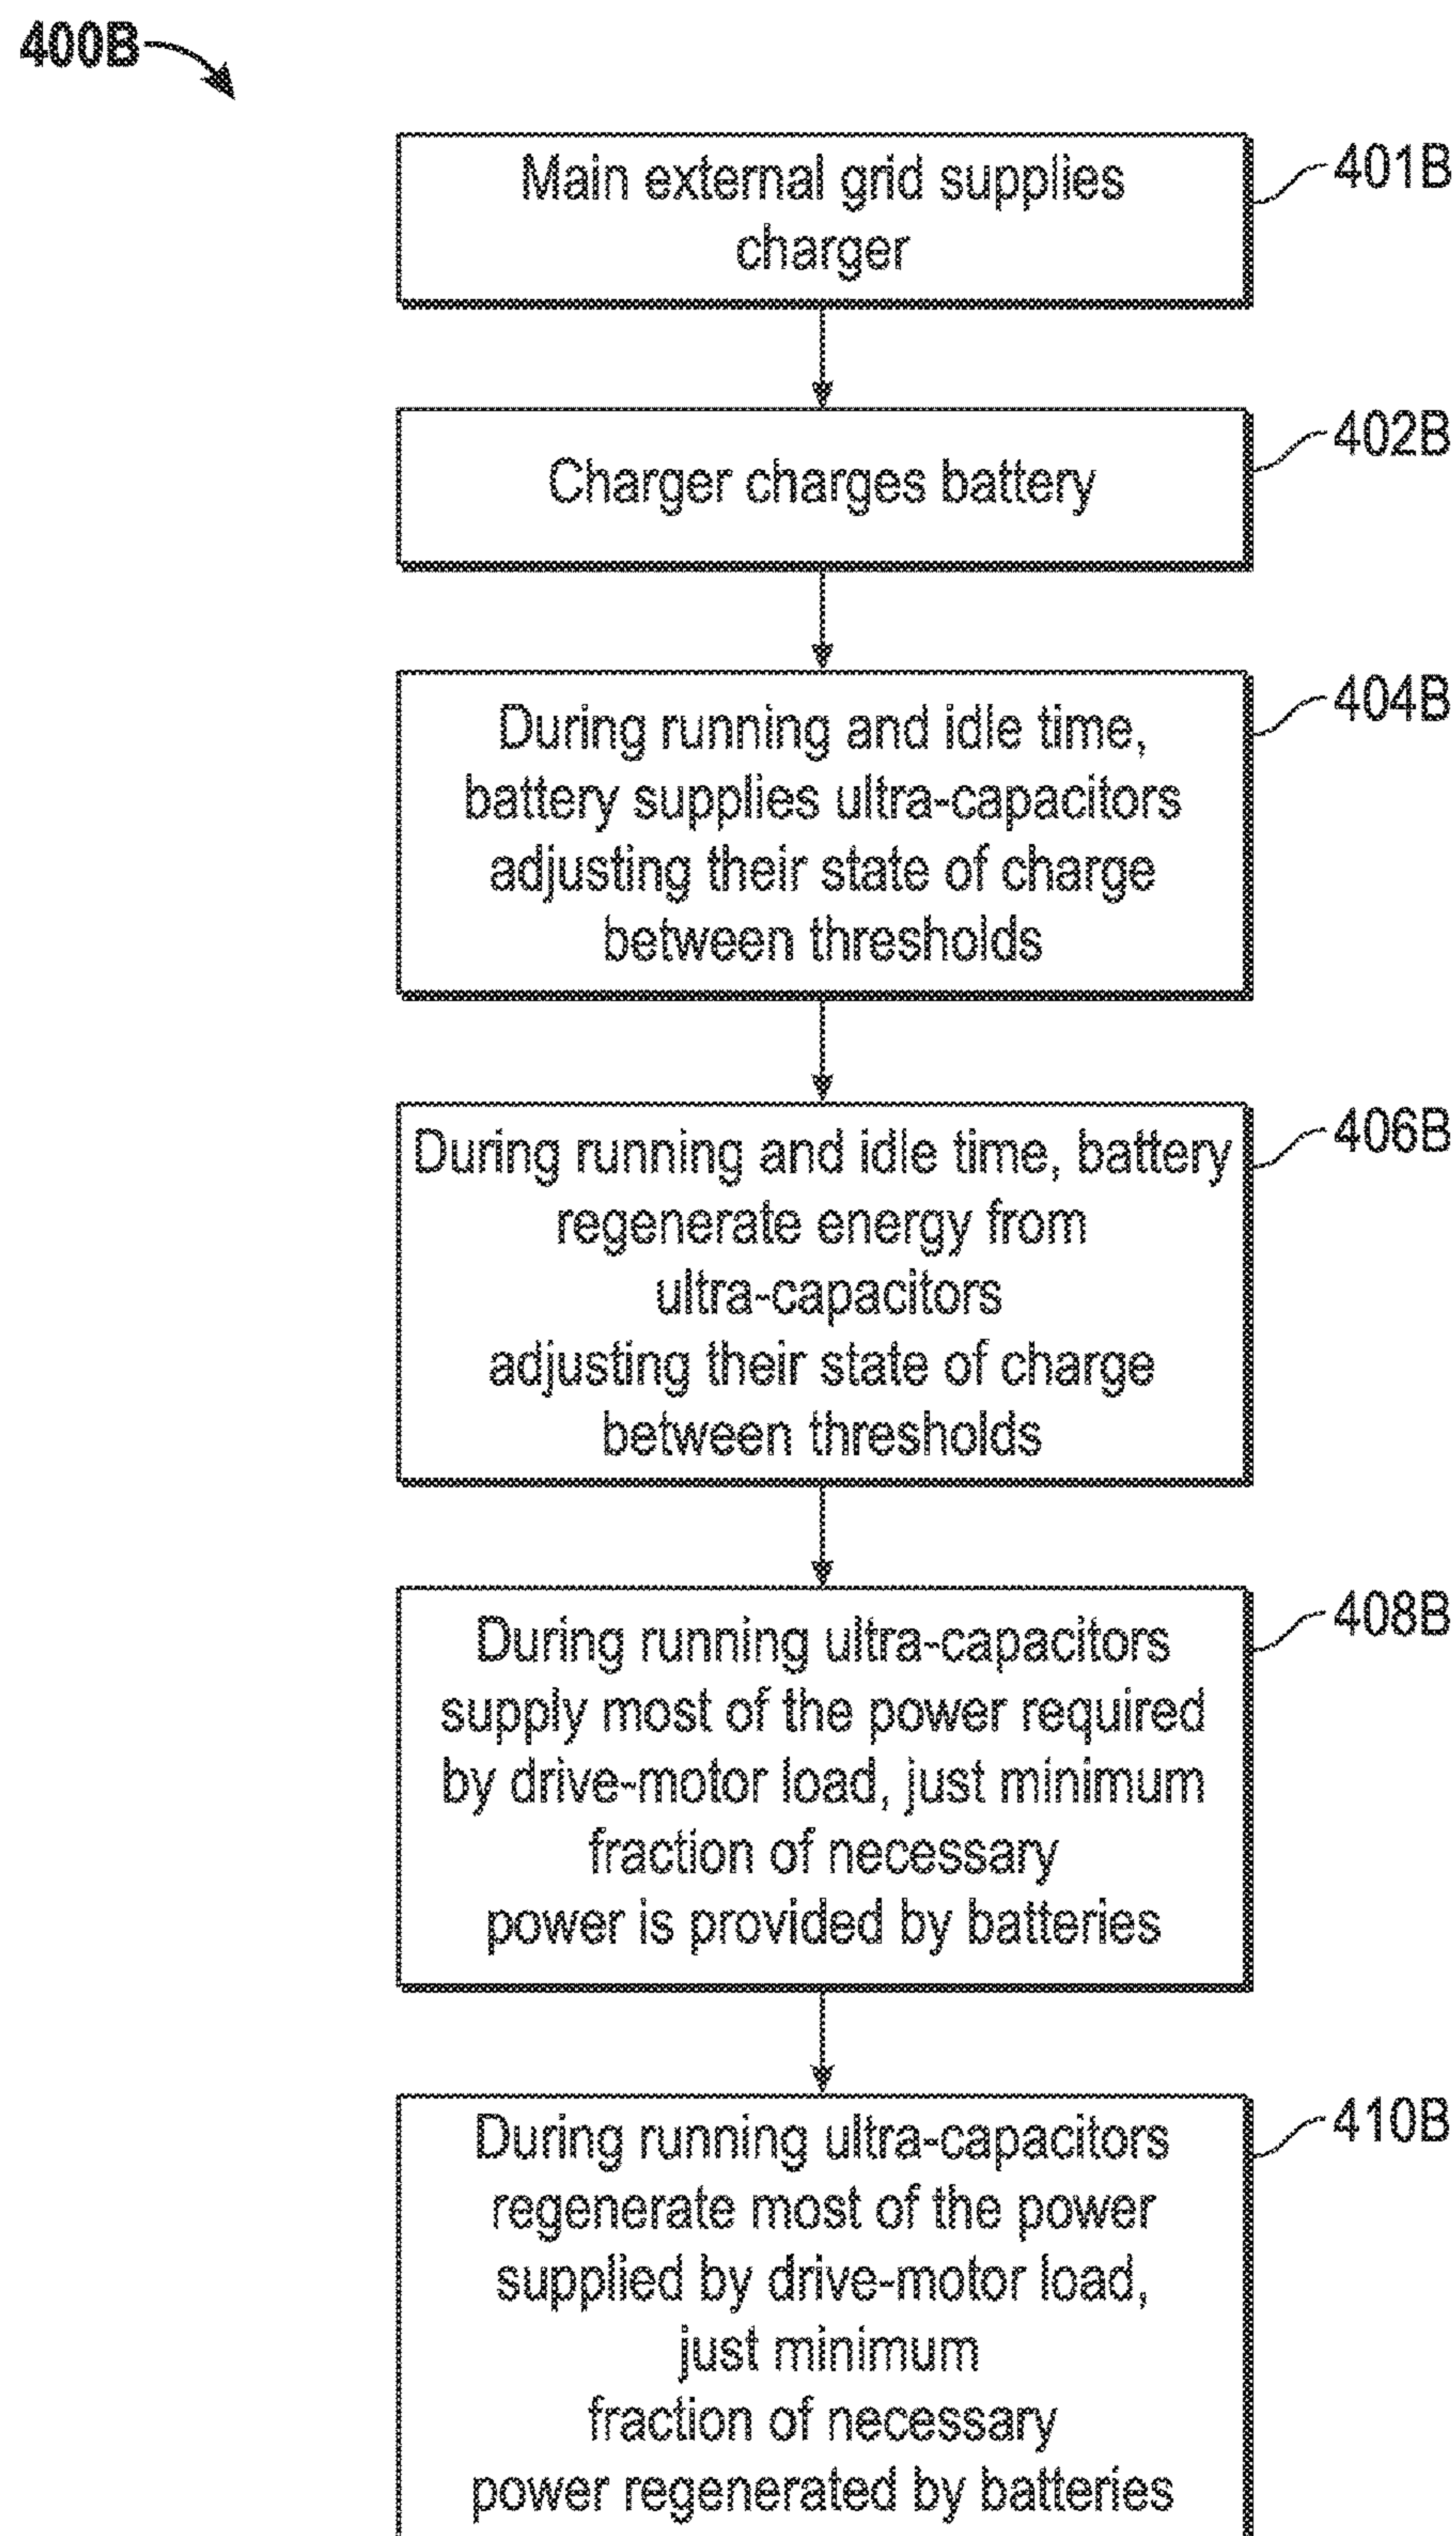 400B
Main external grid supplies
charger
401B
Charger charges battery
402B
During running and idle time,
battery supplies ultra-capacitors
adjusting their state of charge
between thresholds
404B
During running and idle time, battery
regenerate energy from
ultra-capacitors
adjusting their state of charge
between thresholds
406B
During running ultra-capacitors
supply most of the power required
by drive-motor load, just minimum
fraction of necessary
power is provided by batteries
408B
During running ultra-capacitors
regenerate most of the power
supplied by drive-motor load,
just minimum
fraction of necessary
power regenerated by batteries
410B